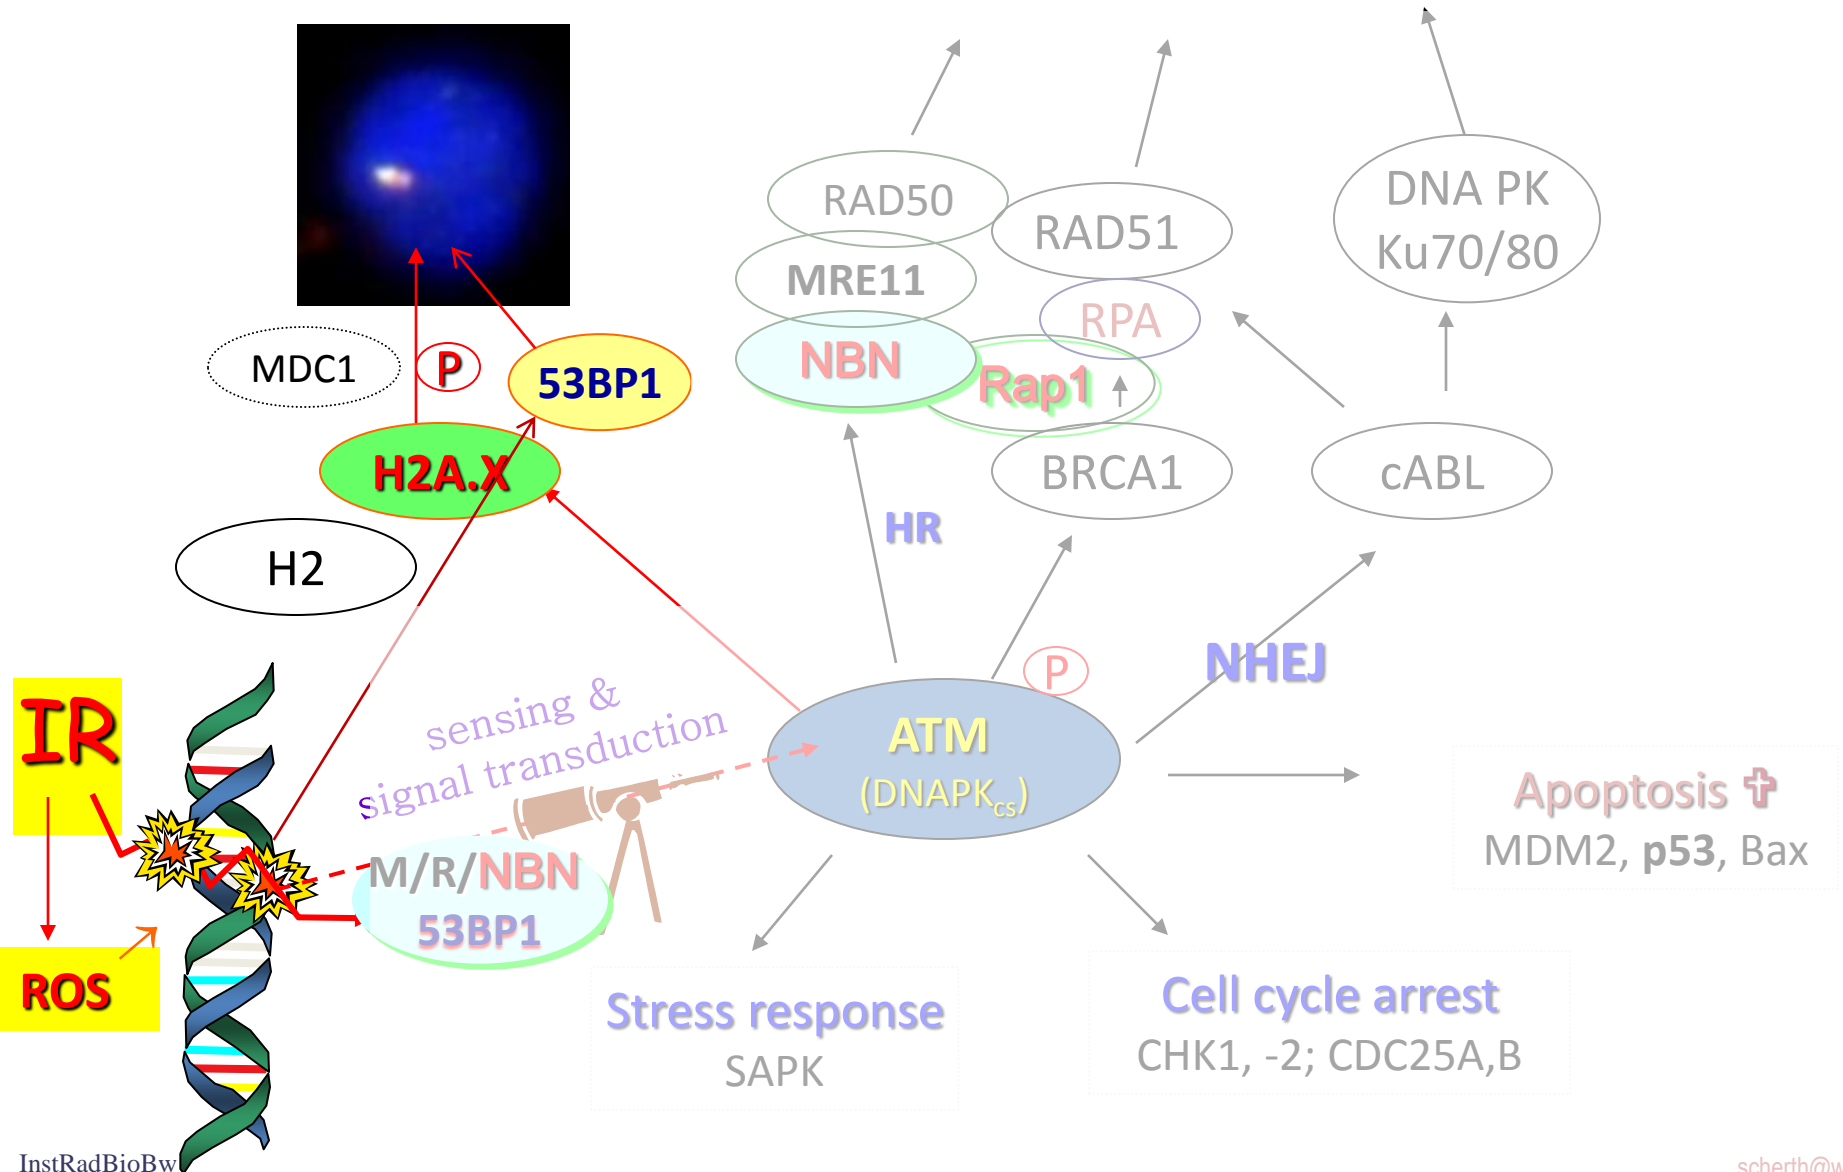 RAD50
RAD51
DNA PK
Ku70/80
MRE11
RPA
MDC1
P
53BP1
NBN
Rap1
H2A.X
BRCA1
cABL
HR
H2
NHEJ
P
sensing &
signal transduction
IR
ATM
(DNAPKcs)
Apoptosis ✞
MDM2, p53, Bax
M/R/NBN
53BP1
ROS
Stress response
SAPK
Cell cycle arrest
CHK1, -2; CDC25A,B
InstRadBioBw
scherth@w